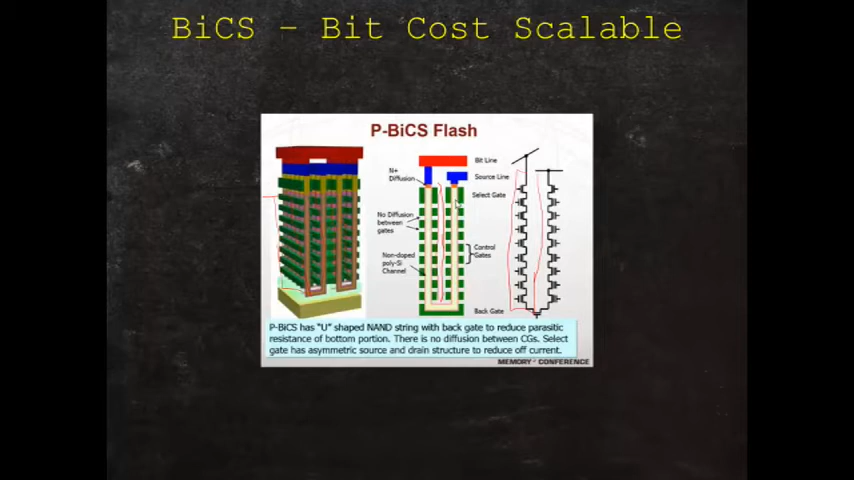 BiCS – Bit Cost Scalable
P-BiCS Flash
Bit Line
N+
Diffusion
Source Line
Select Gate
No Diffusion
between
gates
Control
Gates
Non-doped
poly-Si
Channel
Back Gate
P-BiCS has "U" shaped NAND string with back gate to reduce parasitic
resistance of bottom portion. There is no diffusion between CGs. Select
gate has asymmetric source and drain structure to reduce off current.
MEMORY CONFERENCE